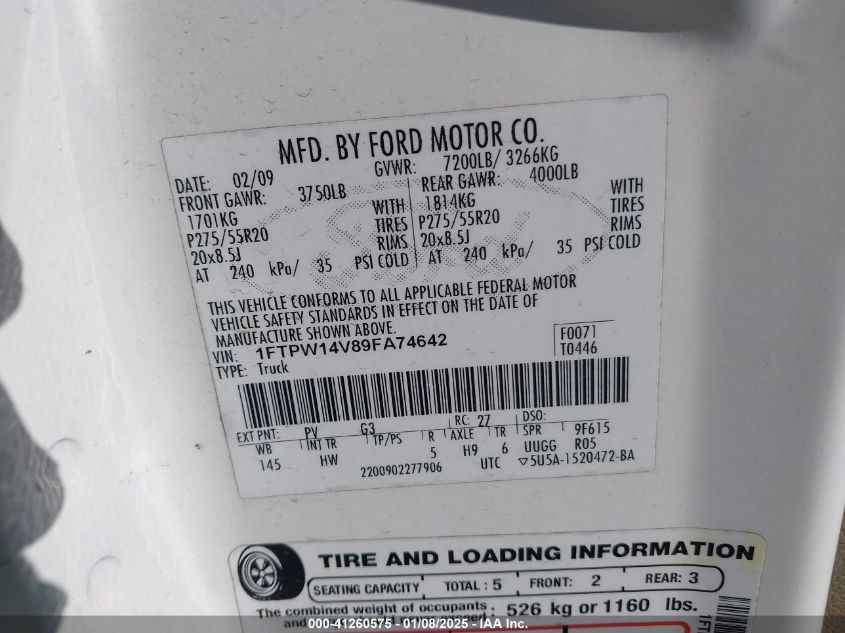 MFD. BY FORD MOTOR CO.
DATE: 02/09 GVWR: 7200LB/ 3266KG
FRONT GAWR: 3750LB REAR GAWR: 4000LB
1701KG WITH 1814KG WITH
P275/55R20 TIRES P275/55R20 TIRES
20x8.5J RIMS 20x8.5J RIMS
AT 240 kPa/ 35 PSI COLD AT 240 kPa/ 35 PSI COLD
THIS VEHICLE CONFORMS TO ALL APPLICABLE FEDERAL MOTOR
VEHICLE SAFETY STANDARDS IN EFFECT ON THE DATE OF
MANUFACTURE SHOWN ABOVE.
VIN: 1FTPW14V89FA74642 F0071
TYPE: Truck T0446
EXT PNT: PV G3 RC: 27 DSO:
WB INT TR TP/PS R AXLE TR SPR 9F615
145 HW 5 H9 6 UUGG R05
2200902277906 UTC ▽5U5A-1520472-BA
TIRE AND LOADING INFORMATION
SEATING CAPACITY TOTAL : 5 FRONT: 2 REAR: 3
The combined weight of occupants 526 kg or 1160 lbs.
and
1FT
000-41260575 - 01/08/2025 - IAA Inc.